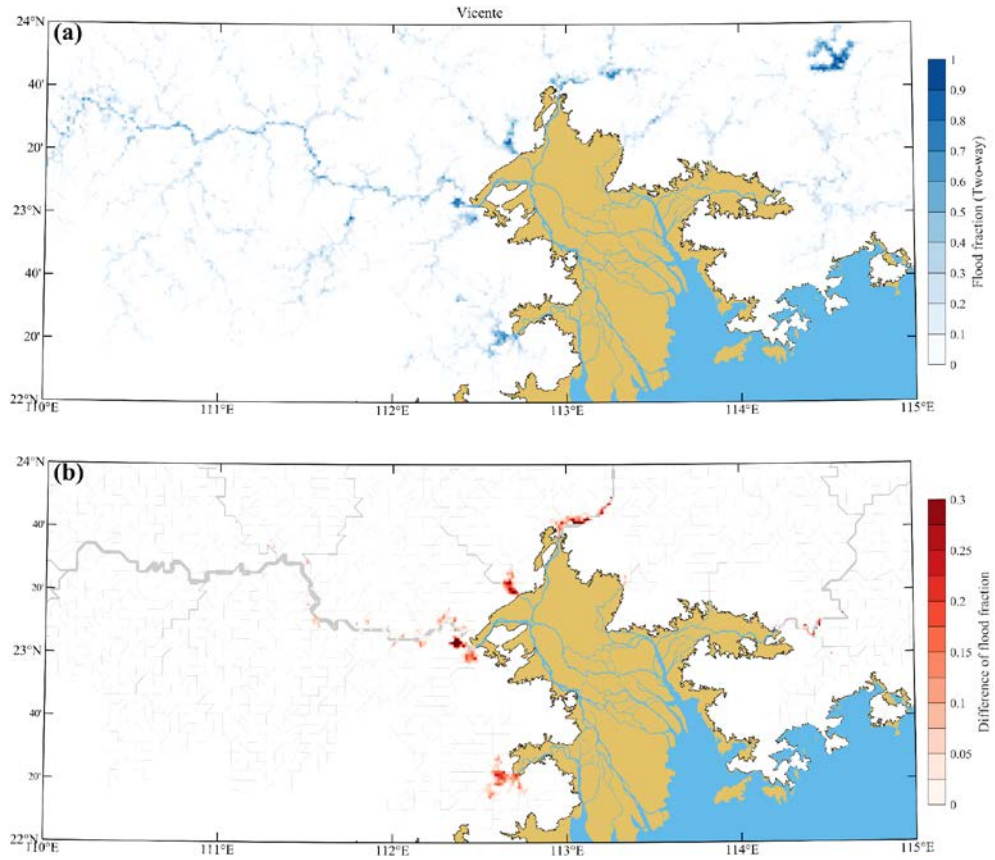 Vicente
(a)
24°N
40'
20'
23°N
40'
20'
22°N
110°E
111°E
112°E
113°E
114°E
115°E
1
0.9
0.8
0.7
0.6
0.5
0.4
0.3
0.2
0.1
0
Flood fraction (Two-way)
(b)
24°N
40'
20'
23°N
40'
20'
22°N
110°E
111°E
112°E
113°E
114°E
115°E
0.3
0.25
0.2
0.15
0.1
0.05
0
Difference of flood fraction